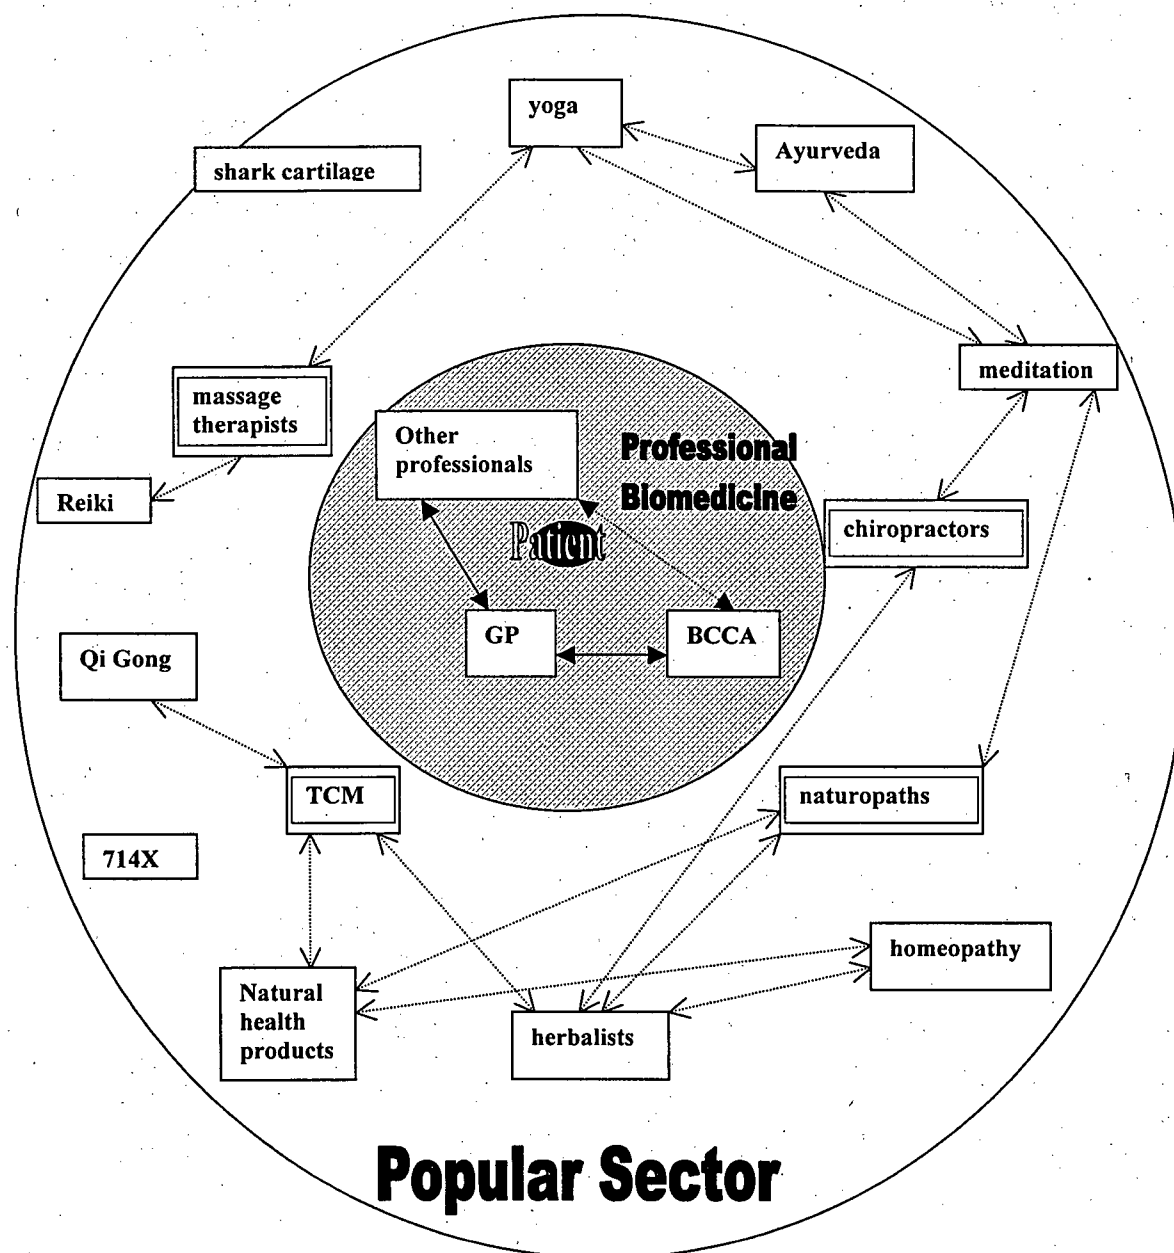 yoga
Ayurveda
shark cartilage
meditation
massage
therapists
Other
professionals
Professional
Biomedicine
Reiki
chiropractors
Patient
GP
BCCA
Qi Gong
TCM
naturopaths
714X
homeopathy
Natural
health
products
herbalists
Popular Sector